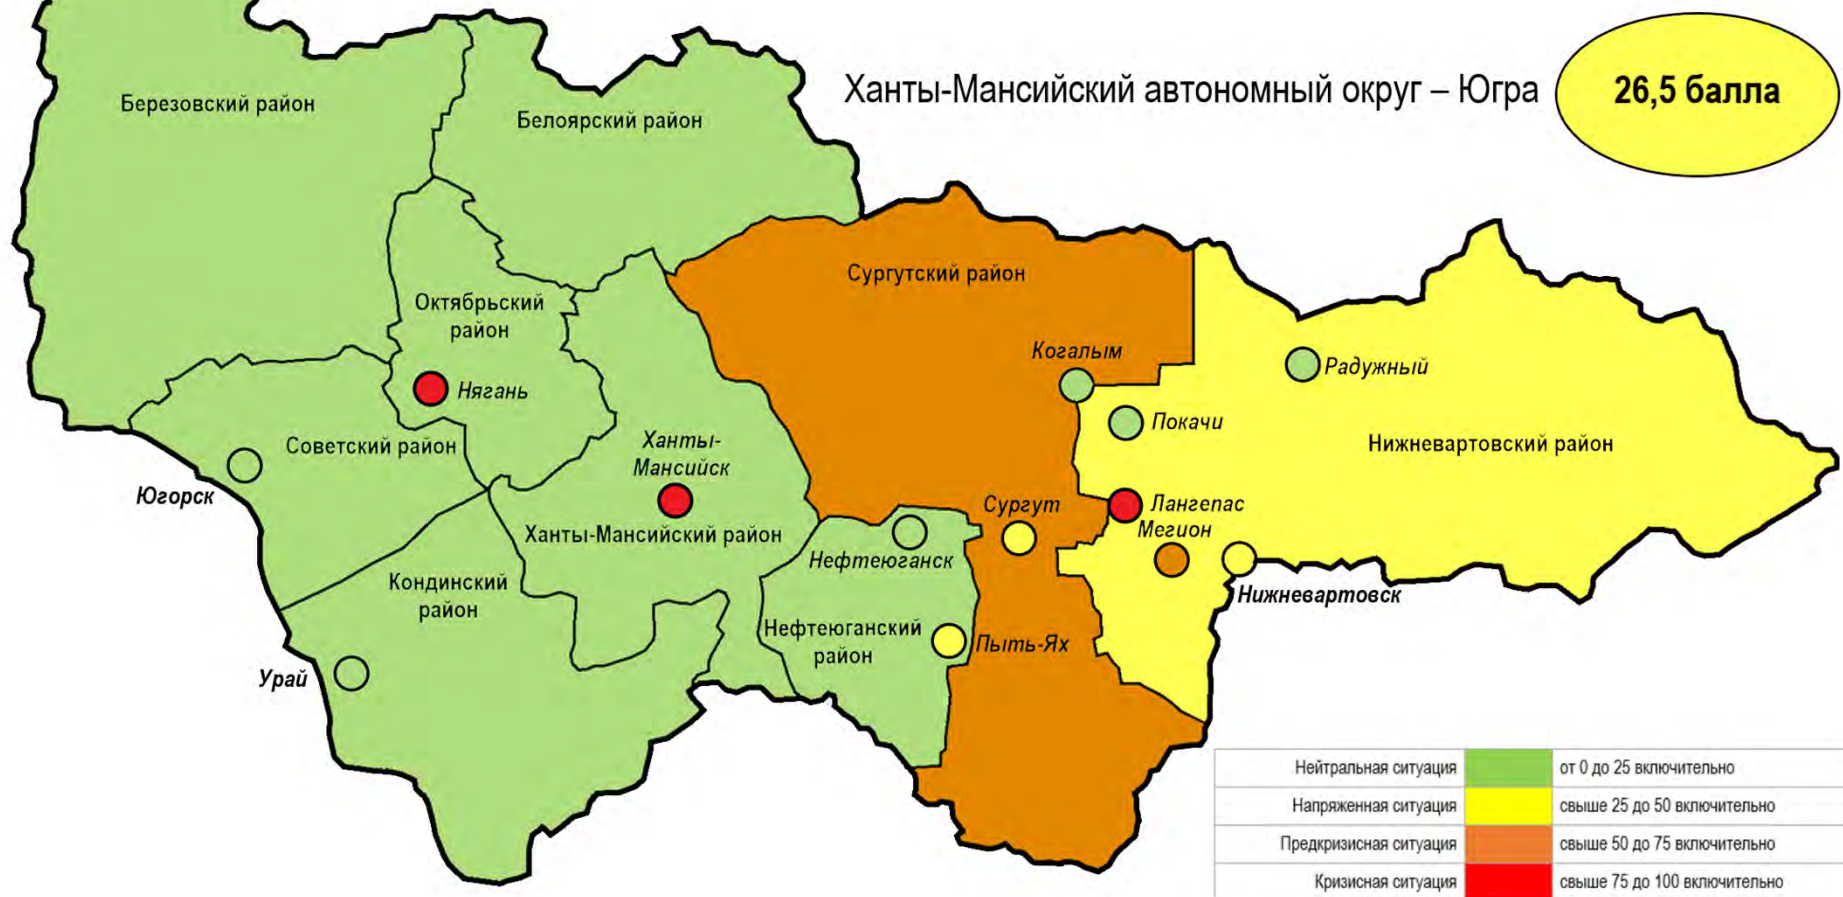 Ханты-Мансийский автономный округ – Югра
26,5 балла
Березовский район
Белоярский район
Сургутский район
Октябрьский
район
Когалым
Радужный
Нягань
Покачи
Советский район
Ханты-
Мансийск
Нижневартовский район
Югорск
Сургут
Лангепас
Мегион
Ханты-Мансийский район
Нефтеюганск
Кондинский
район
Нижневартовск
Нефтеюганский
район
Пыть-Ях
Урай
Нейтральная ситуация от 0 до 25 включительно
Напряженная ситуация свыше 25 до 50 включительно
Предкризисная ситуация свыше 50 до 75 включительно
Кризисная ситуация свыше 75 до 100 включительно